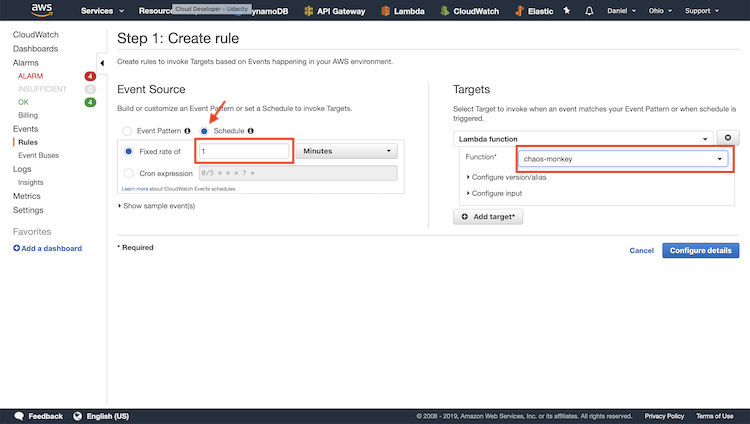 aws
Services
Resourc
Cloud Developer - Udacity
DynamoDB
API Gateway
Lambda
CloudWatch
Elastic
Daniel
Ohio
Support
CloudWatch
Dashboards
Alarms
ALARM 4
INSUFFICIENT 0
OK 4
Billing
Events
Rules
Event Buses
Logs
Insights
Metrics
Settings
Favorites
Add a dashboard
Step 1: Create rule
Create rules to invoke Targets based on Events happening in your AWS environment.
Event Source
Build or customize an Event Pattern or set a Schedule to invoke Targets.
Event Pattern Schedule
Fixed rate of 1 Minutes
Cron expression 0/5 * * * ? *
Learn more about CloudWatch Events schedules.
Show sample event(s)
Targets
Select Target to invoke when an event matches your Event Pattern or when schedule is
triggered.
Lambda function
Function* chaos-monkey
Configure version/alias
Configure input
Add target*
* Required
Cancel
Configure details
Feedback
English (US)
© 2008 - 2019, Amazon Web Services, Inc. or its affiliates. All rights reserved.
Privacy Policy
Terms of Use